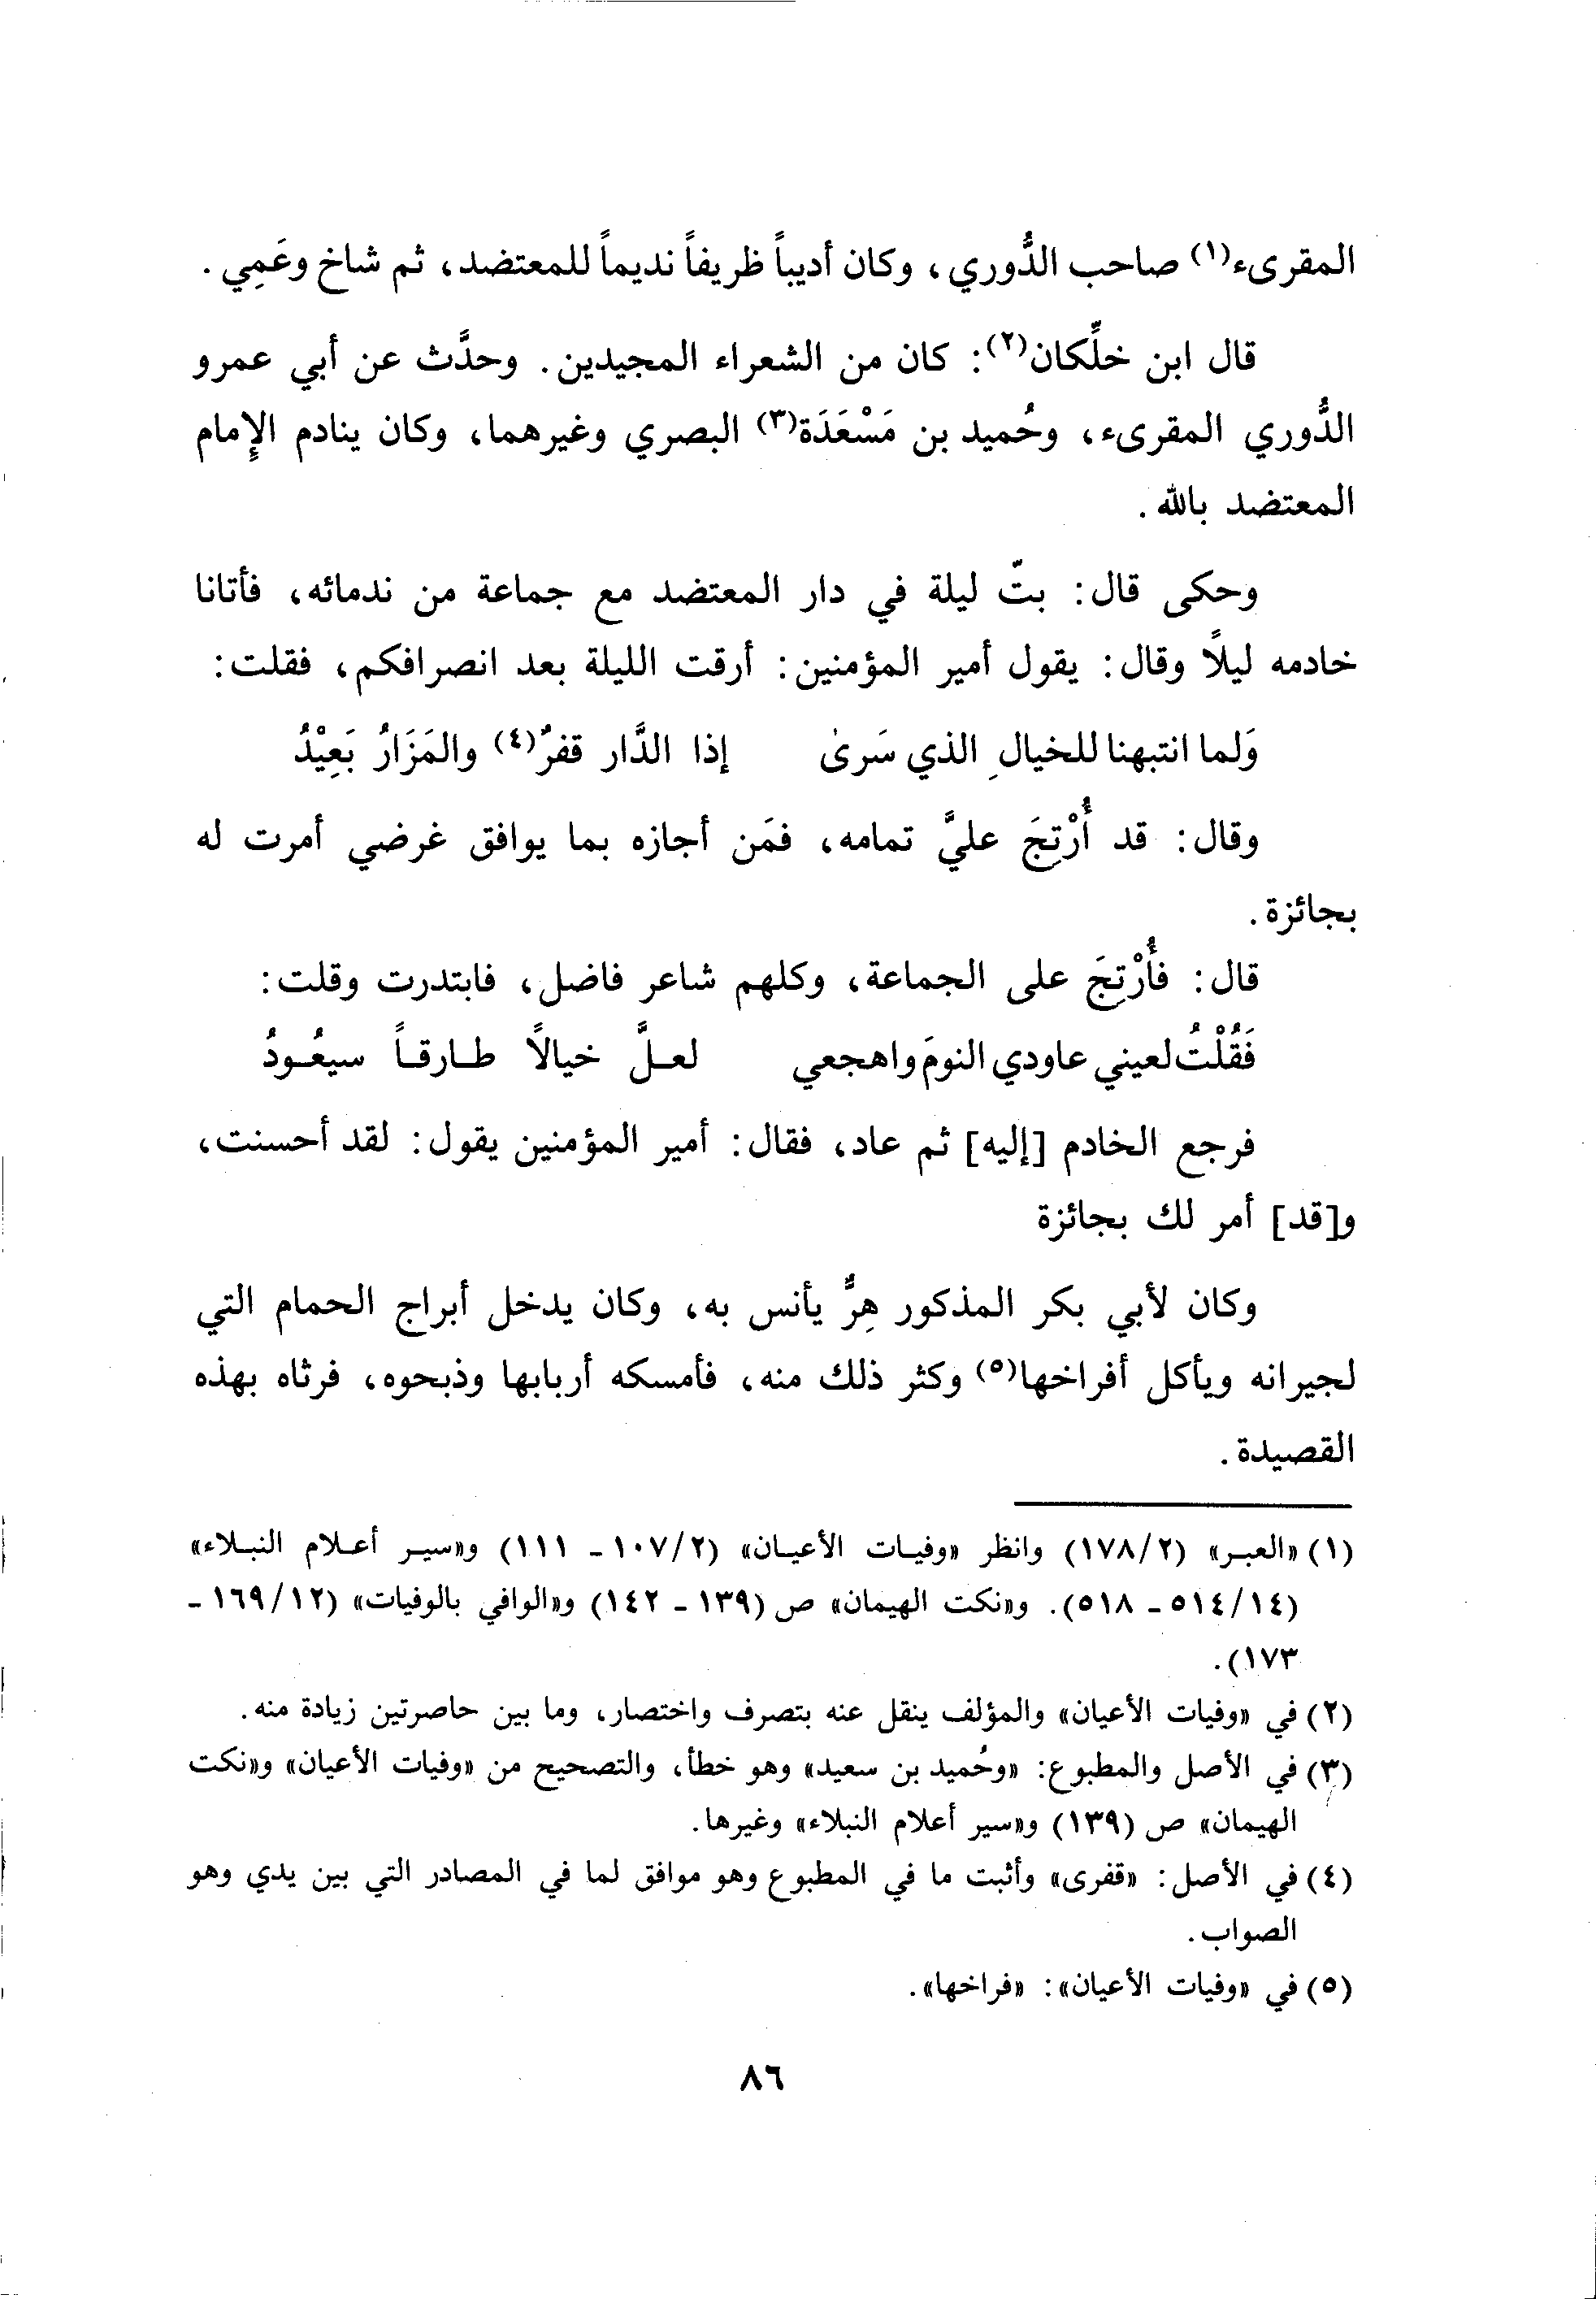 المقرىء(١) صاحب الدُّوري، وكان أديباً ظريفاً نديماً للمعتضد، ثم شاخ وعَمِي.
قال ابن خلِّكان(٢): كان من الشعراء المجيدين. وحدَّث عن أبي عمرو
الدُّوري المقرىء، وحُميد بن مَسْعَدَة(٣) البصري وغيرهما، وكان ينادم الإِمام
المعتضد بالله.
وحكى قال: بتّ ليلة في دار المعتضد مع جماعة من ندمائه، فأتانا
خادمه ليلاً وقال: يقول أمير المؤمنين: أرقت الليلة بعد انصرافكم، فقلت:
وَلما انتبهنا للخيالِ الذي سَرىٰ إذا الدَّار قفرٌ(٤) والمَزَارُ بَعِيْدُ
وقال: قد أُرْتِجَ عليَّ تمامه، فمَن أجازه بما يوافق غرضي أمرت له
بجائزة.
قال: فأُرْتِجَ على الجماعة، وكلهم شاعر فاضل، فابتدرت وقلت:
فَقُلْتُ لعيني عاودي النومَ واهجعي لعلَّ خيالاً طارقاً سيعُودُ
فرجع الخادم [إليه] ثم عاد، فقال: أمير المؤمنين يقول: لقد أحسنت،
و[قد] أمر لك بجائزة
وكان لأبي بكر المذكور هِرٌّ يأنس به، وكان يدخل أبراج الحمام التي
لجيرانه ويأكل أفراخها(٥) وكثر ذلك منه، فأمسكه أربابها وذبحوه، فرثاه بهذه
القصيدة.
(١) «العبر» (١٧٨/٢) وانظر «وفيات الأعيان» (١٠٧/٢ - ١١١) و«سير أعلام النبلاء»
(٥١٤/١٤ - ٥١٨). و«نكت الهيمان» ص (١٣٩ - ١٤٢) و«الوافي بالوفيات» (١٦٩/١٢ -
١٧٣).
(٢) في «وفيات الأعيان» والمؤلف ينقل عنه بتصرف واختصار، وما بين حاصرتين زيادة منه.
(٣) في الأصل والمطبوع: «وحُميد بن سعيد» وهو خطأ، والتصحيح من «وفيات الأعيان» و«نكت
الهيمان» ص (١٣٩) و«سير أعلام النبلاء» وغيرها.
(٤) في الأصل: «قفرى» وأثبت ما في المطبوع وهو موافق لما في المصادر التي بين يدي وهو
الصواب.
(٥) في «وفيات الأعيان»: «فراخها».
٨٦